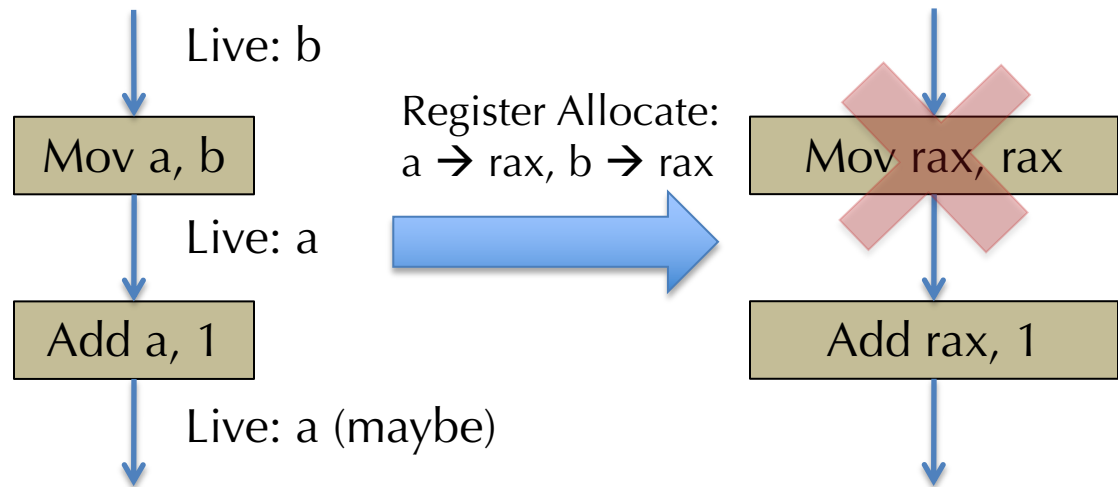 Live: b
Mov a, b
Live: a
Add a, 1
Live: a (maybe)
Register Allocate:
a → rax, b → rax
Mov rax, rax
Add rax, 1